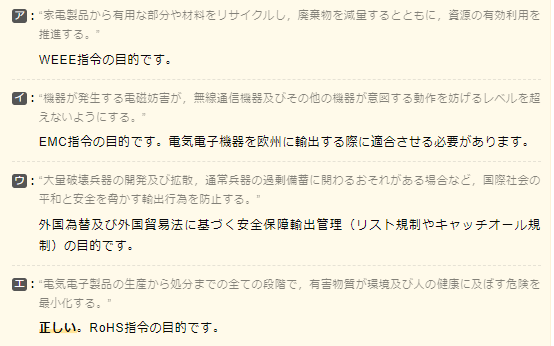 ア:“家電製品から有用な部分や材料をリサイクルし，廃棄物を減量するとともに，資源の有効利用を
推進する。”
WEEE指令の目的です。
イ:“機器が発生する電磁妨害が，無線通信機器及びその他の機器が意図する動作を妨げるレベルを超
えないようにする。”
EMC指令の目的です。電気電子機器を欧州に輸出する際に適合させる必要があります。
ウ:“大量破壊兵器の開発及び拡散，通常兵器の過剰備蓄に関わるおそれがある場合など，国際社会の
平和と安全を脅かす輸出行為を防止する。”
外国為替及び外国貿易法に基づく安全保障輸出管理（リスト規制やキャッチオール規
制）の目的です。
エ:“電気電子製品の生産から処分までの全ての段階で，有害物質が環境及び人の健康に及ぼす危険を
最小化する。”
正しい。RoHS指令の目的です。